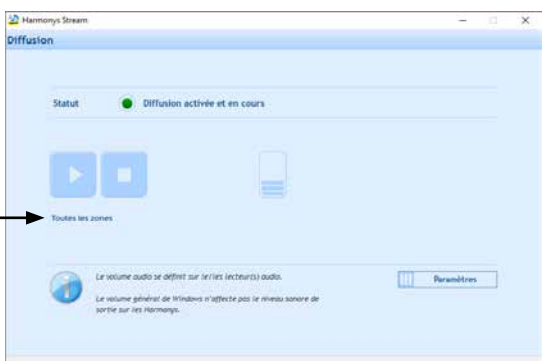 Harmonys Stream
Diffusion
Statut
Diffusion activée et en cours
Toutes les zones
Le volume audio se définit sur le/les lecteur(s) audio.
Le volume général de Windows n'affecte pas le niveau sonore de
sortie sur les Harmonys.
Paramètres